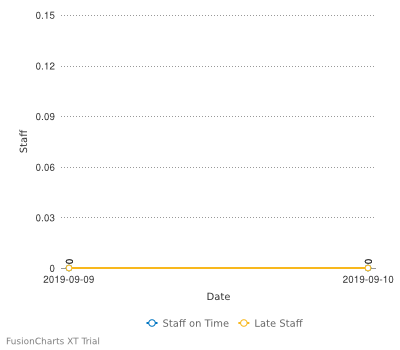 0.15
0.12
0.09
Staff
0.06
0.03
0 0
0
2019-09-09 2019-09-10
Date
Staff on Time Late Staff
FusionCharts XT Trial